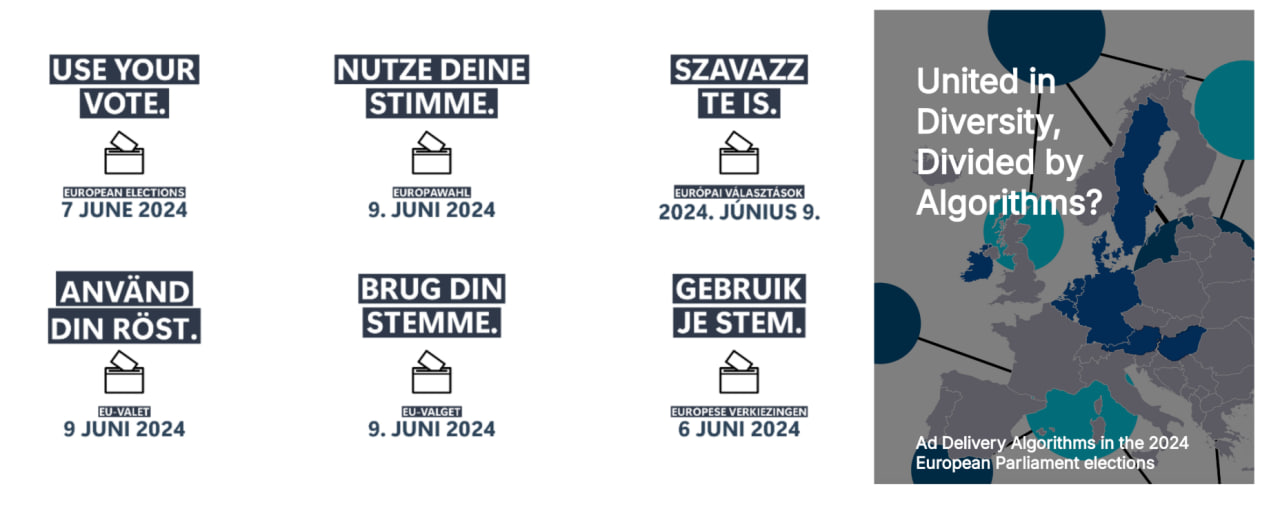 USE YOUR
VOTE.
EUROPEAN ELECTIONS
7 JUNE 2024
NUTZE DEINE
STIMME.
EUROPAWAHL
9. JUNI 2024
SZAVAZZ
TE IS.
EURÓPAI VÁLASZTÁSOK
2024. JÚNIUS 9.
ANVÄND
DIN RÖST.
EU-VALET
9 JUNI 2024
BRUG DIN
STEMME.
EU-VALGET
9. JUNI 2024
GEBRUIK
JE STEM.
EUROPESE VERKIEZINGEN
6 JUNI 2024
United in
Diversity,
Divided by
Algorithms?
Ad Delivery Algorithms in the 2024
European Parliament elections